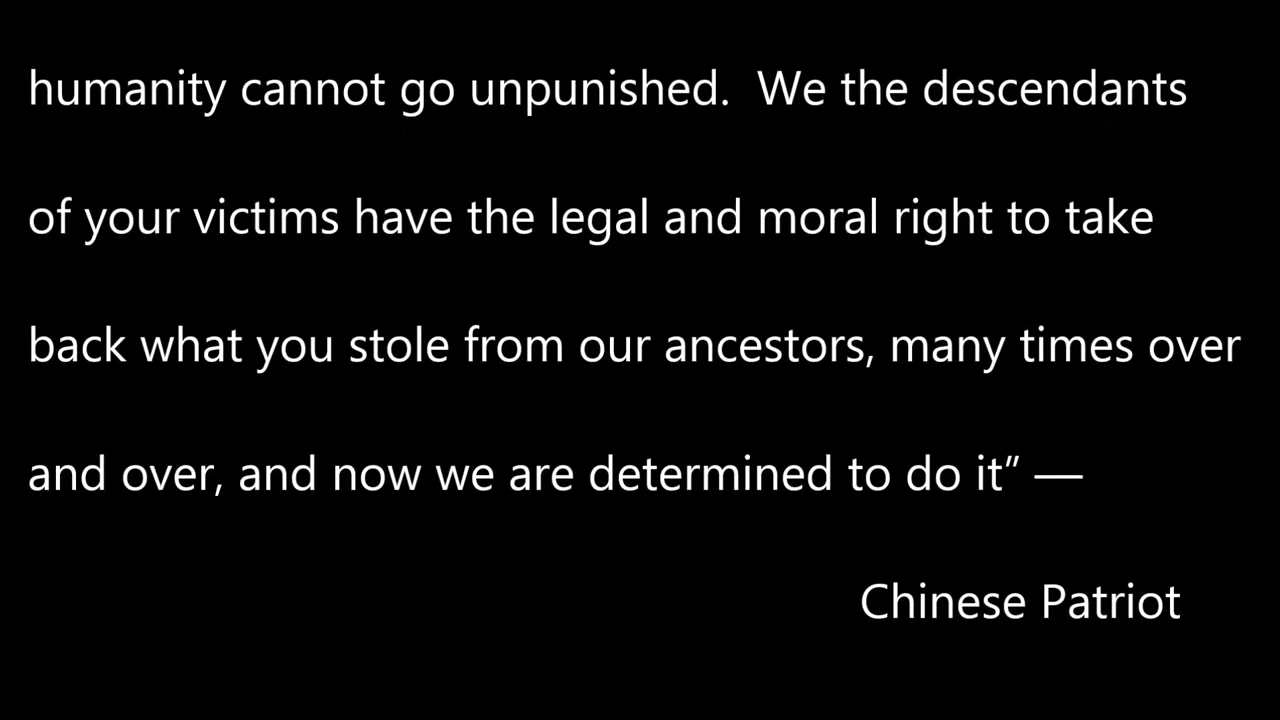 humanity cannot go unpunished.  We the descendants
of your victims have the legal and moral right to take
back what you stole from our ancestors, many times over
and over, and now we are determined to do it” —
Chinese Patriot